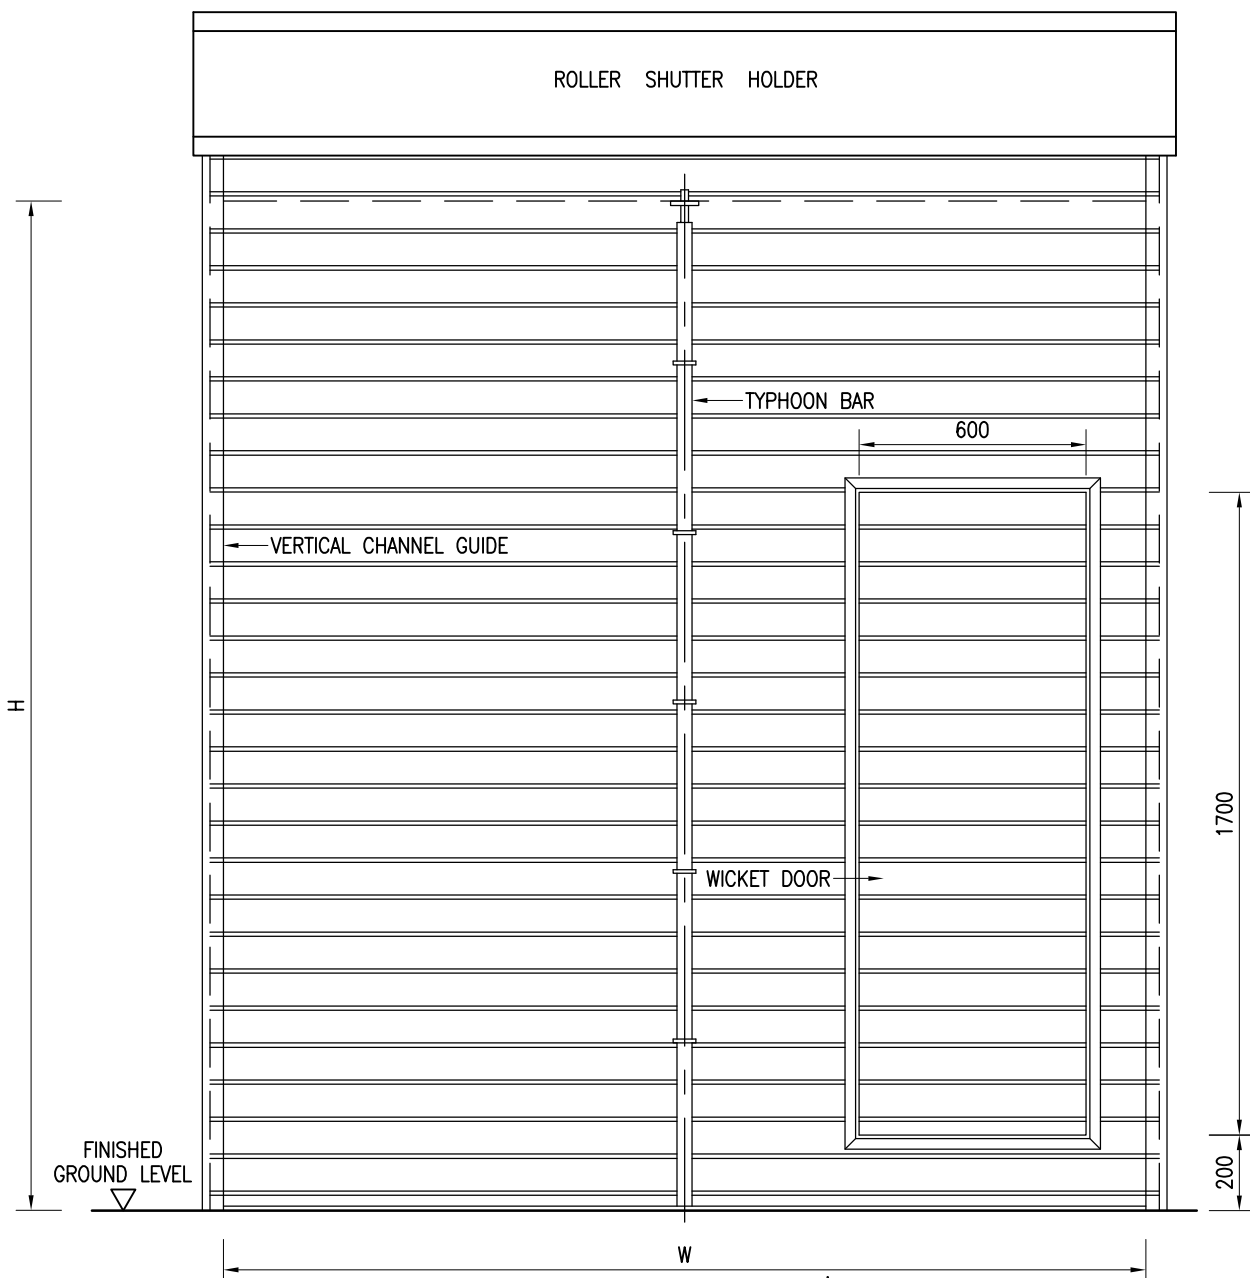 ROLLER SHUTTER HOLDER
TYPHOON BAR
600
VERTICAL CHANNEL GUIDE
H
1700
WICKET DOOR
FINISHED
GROUND LEVEL
200
W